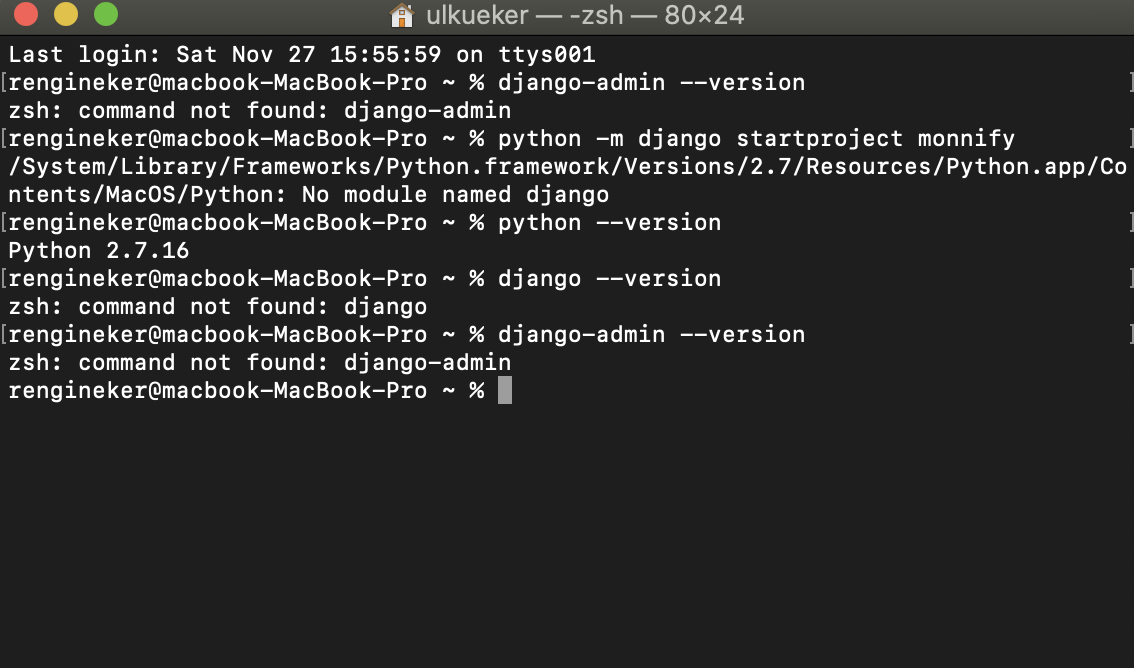 ulkueker — -zsh — 80×24
Last login: Sat Nov 27 15:55:59 on ttys001
[rengineker@macbook-MacBook-Pro ~ % django-admin --version ]
zsh: command not found: django-admin
[rengineker@macbook-MacBook-Pro ~ % python -m django startproject monnify ]
/System/Library/Frameworks/Python.framework/Versions/2.7/Resources/Python.app/Co
ntents/MacOS/Python: No module named django
[rengineker@macbook-MacBook-Pro ~ % python --version ]
Python 2.7.16
[rengineker@macbook-MacBook-Pro ~ % django --version ]
zsh: command not found: django
[rengineker@macbook-MacBook-Pro ~ % django-admin --version ]
zsh: command not found: django-admin
rengineker@macbook-MacBook-Pro ~ %